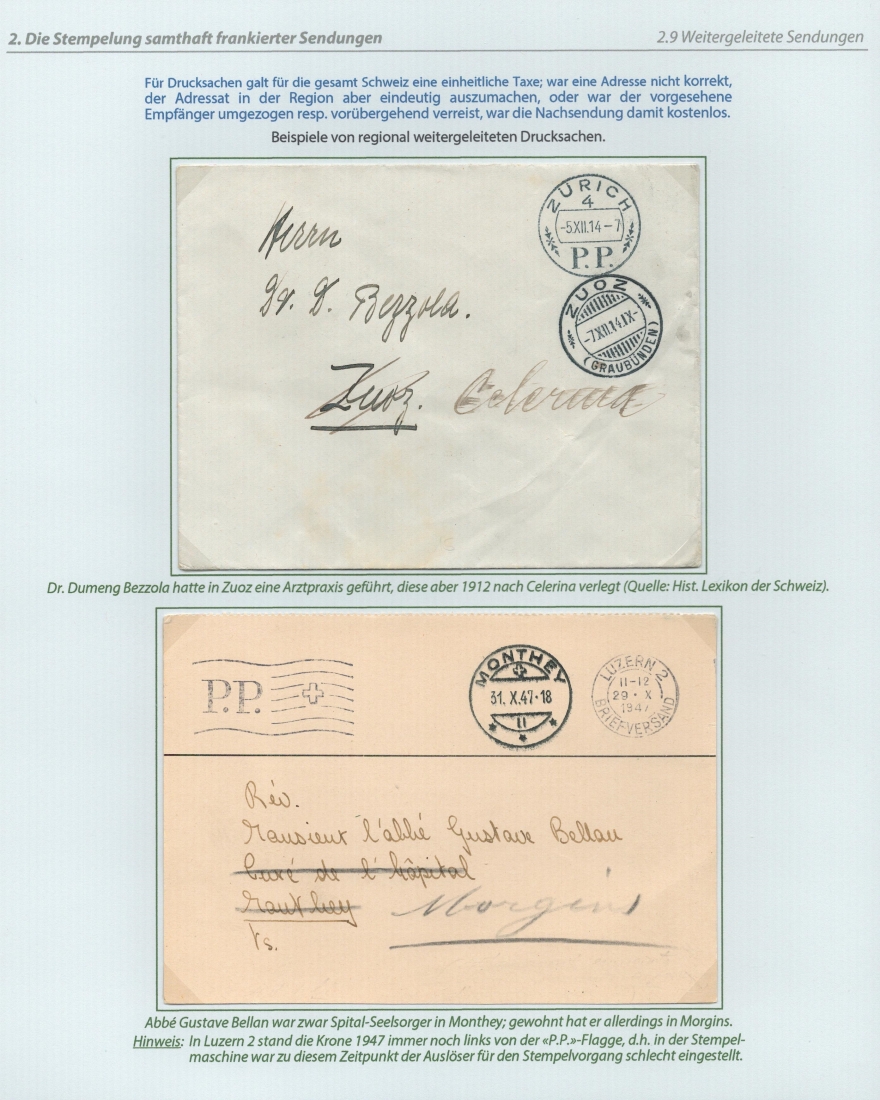 2. Die Stempelung samthaft frankierter Sendungen
2.9 Weitergeleitete Sendungen
Für Drucksachen galt für die gesamt Schweiz eine einheitliche Taxe; war eine Adresse nicht korrekt,
der Adressat in der Region aber eindeutig auszumachen, oder war der vorgesehene
Empfänger umgezogen resp. vorübergehend verreist, war die Nachsendung damit kostenlos.
Beispiele von regional weitergeleiteten Drucksachen.
ZÜRICH
4
-5.XII.14-7
P.P.
Herrn
Dr. D. Bezzola.
ZUOZ
-7.XII.14.IX-
(GRAUBÜNDEN)
Zuoz. Celerina
Dr. Dumeng Bezzola hatte in Zuoz eine Arztpraxis geführt, diese aber 1912 nach Celerina verlegt (Quelle: Hist. Lexikon der Schweiz).
P.P.
MONTHEY
31.X.47-18
II
LUZERN 2
11-12
29·X
1947
BRIEFVERSAND
Rév.
Monsieur l'abbé Gustave Bellau
Curé de l'hôpital
Monthey Morgins
Vs.
Abbé Gustave Bellan war zwar Spital-Seelsorger in Monthey; gewohnt hat er allerdings in Morgins.
Hinweis: In Luzern 2 stand die Krone 1947 immer noch links von der «P.P.»-Flagge, d.h. in der Stempel-
maschine war zu diesem Zeitpunkt der Auslöser für den Stempelvorgang schlecht eingestellt.